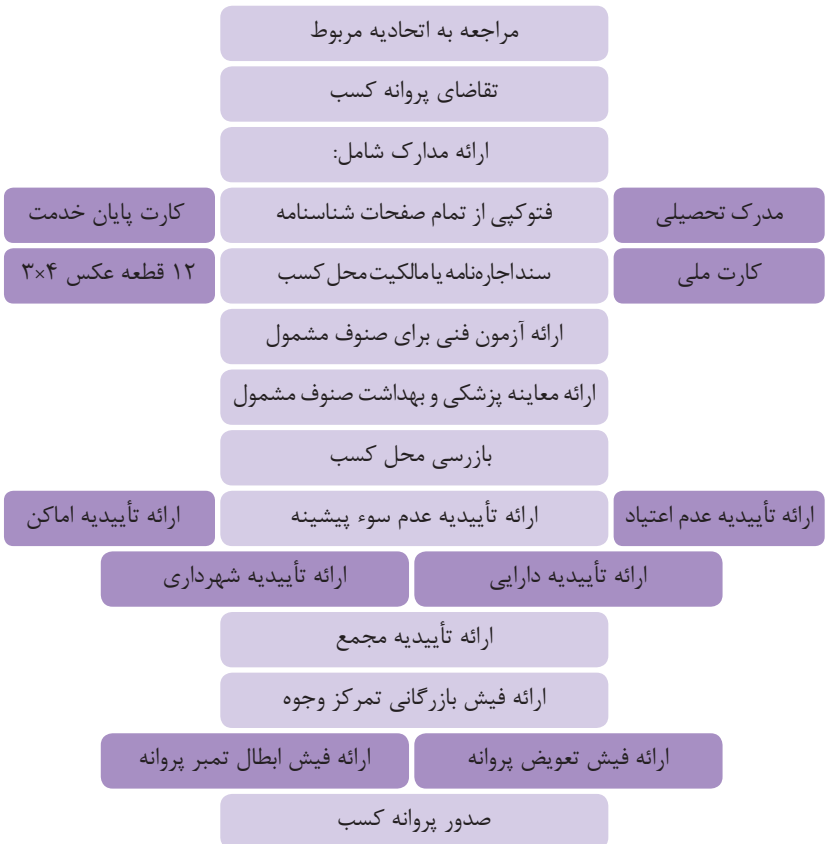 مراجعه به اتحادیه مربوط
تقاضای پروانه کسب
ارائه مدارک شامل:
مدرک تحصیلی
فتوکپی از تمام صفحات شناسنامه
کارت پایان خدمت
کارت ملی
سند اجاره‌نامه یا مالکیت محل کسب
۱۲ قطعه عکس ۴×۳
ارائه آزمون فنی برای صنوف مشمول
ارائه معاینه پزشکی و بهداشت صنوف مشمول
بازرسی محل کسب
ارائه تأییدیه عدم اعتیاد
ارائه تأییدیه عدم سوء پیشینه
ارائه تأییدیه اماکن
ارائه تأییدیه دارایی
ارائه تأییدیه شهرداری
ارائه تأییدیه مجمع
ارائه فیش بازرگانی تمرکز وجوه
ارائه فیش تعویض پروانه
ارائه فیش ابطال تمبر پروانه
صدور پروانه کسب